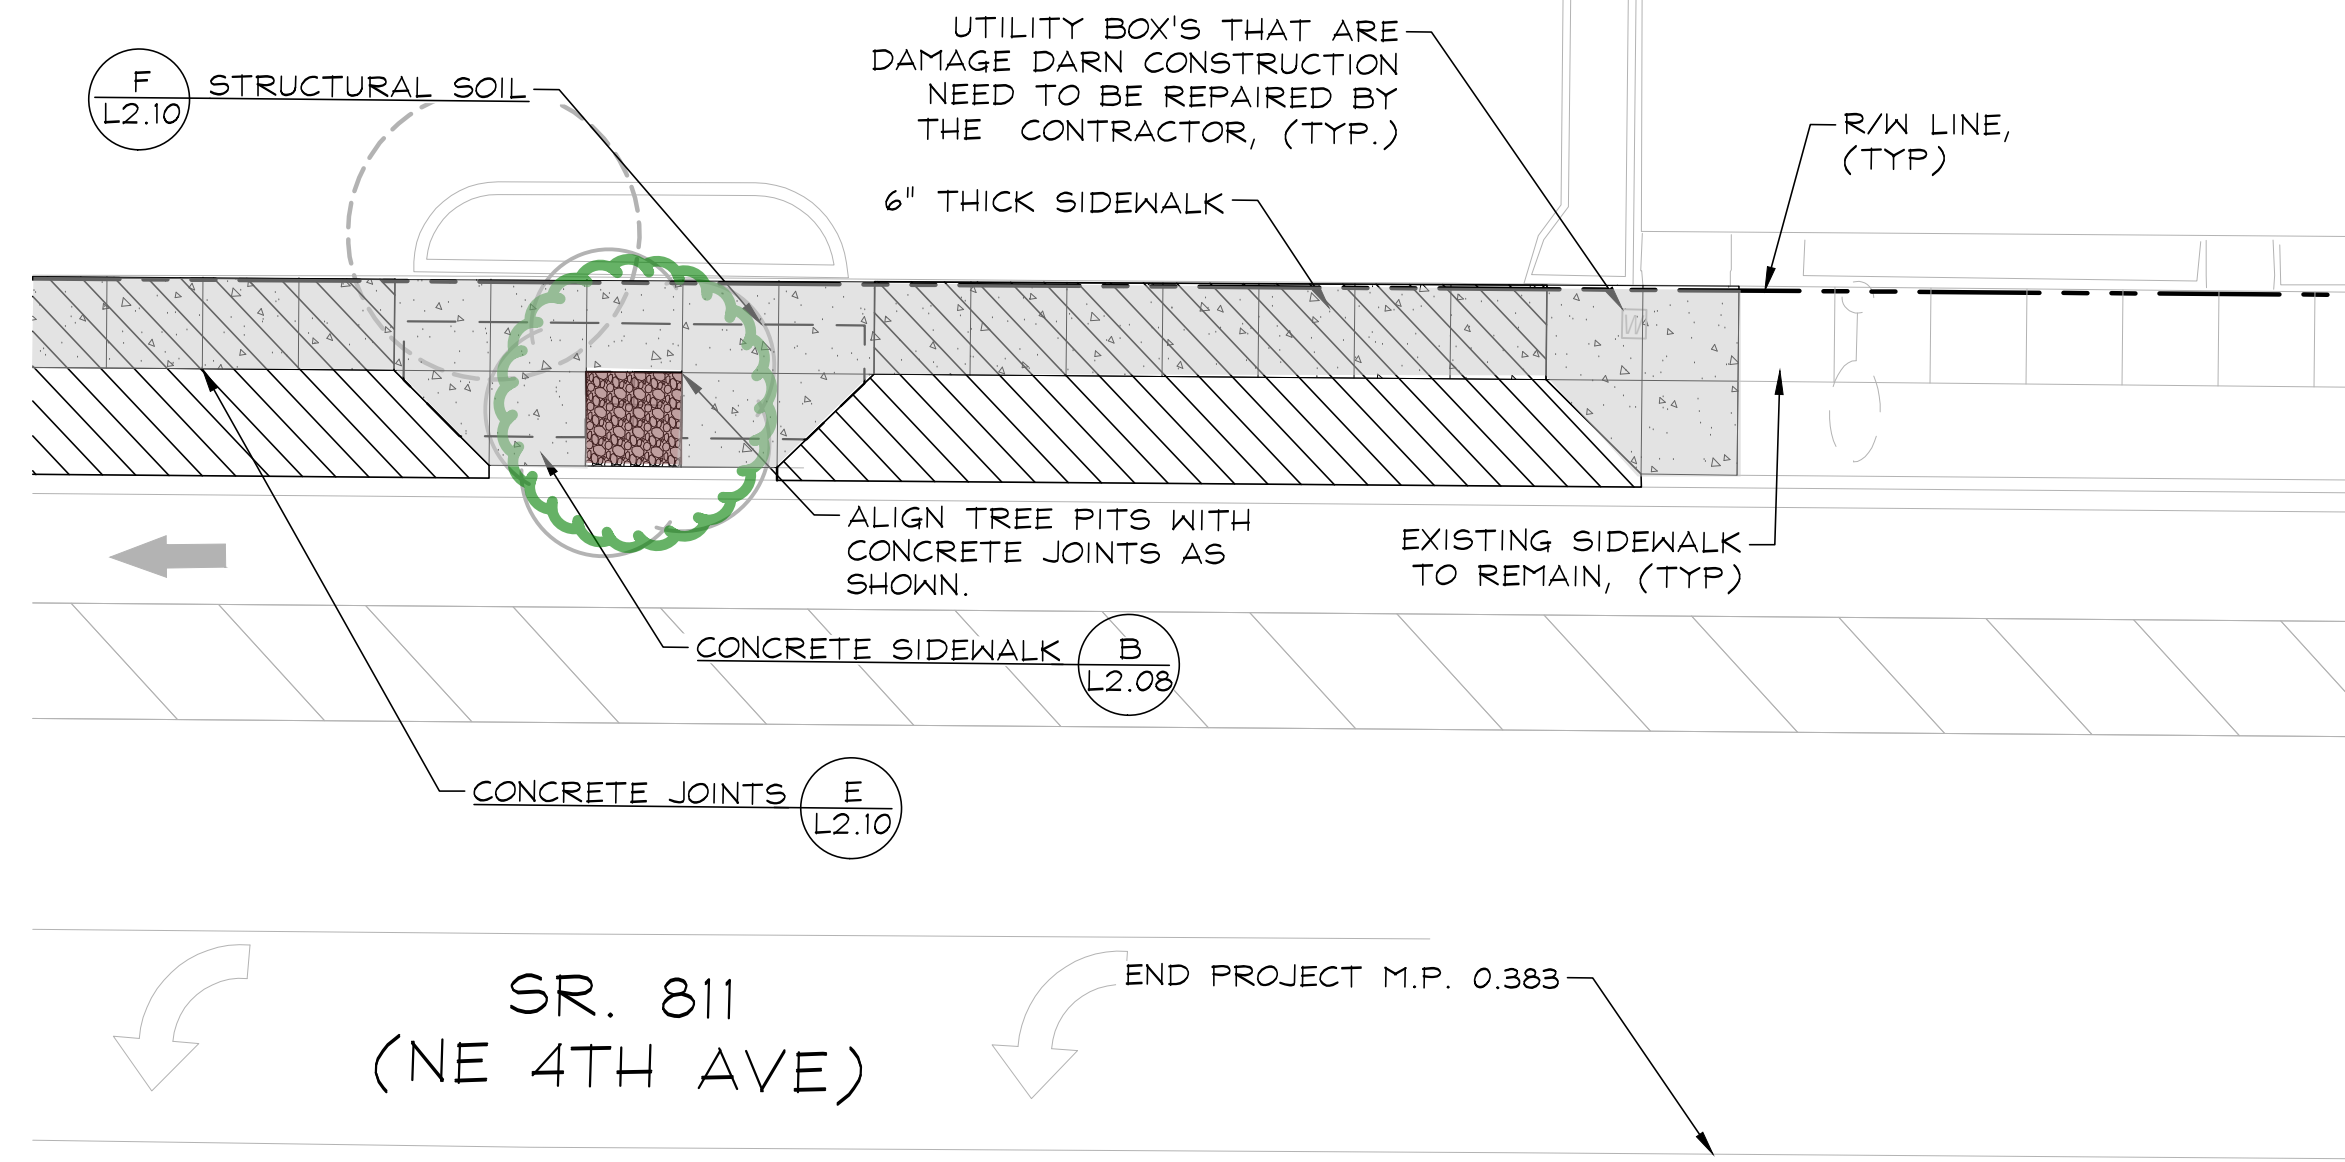 UTILITY BOX'S THAT ARE
DAMAGE DARN CONSTRUCTION
NEED TO BE REPAIRED BY
THE CONTRACTOR, (TYP.)
F
L2.10
STRUCTURAL SOIL
R/W LINE,
(TYP)
6" THICK SIDEWALK
W
ALIGN TREE PITS WITH
CONCRETE JOINTS AS
SHOWN.
EXISTING SIDEWALK
TO REMAIN, (TYP)
CONCRETE SIDEWALK
B
L2.08
CONCRETE JOINTS
E
L2.10
SR. 811
(NE 4TH AVE)
END PROJECT M.P. 0.383